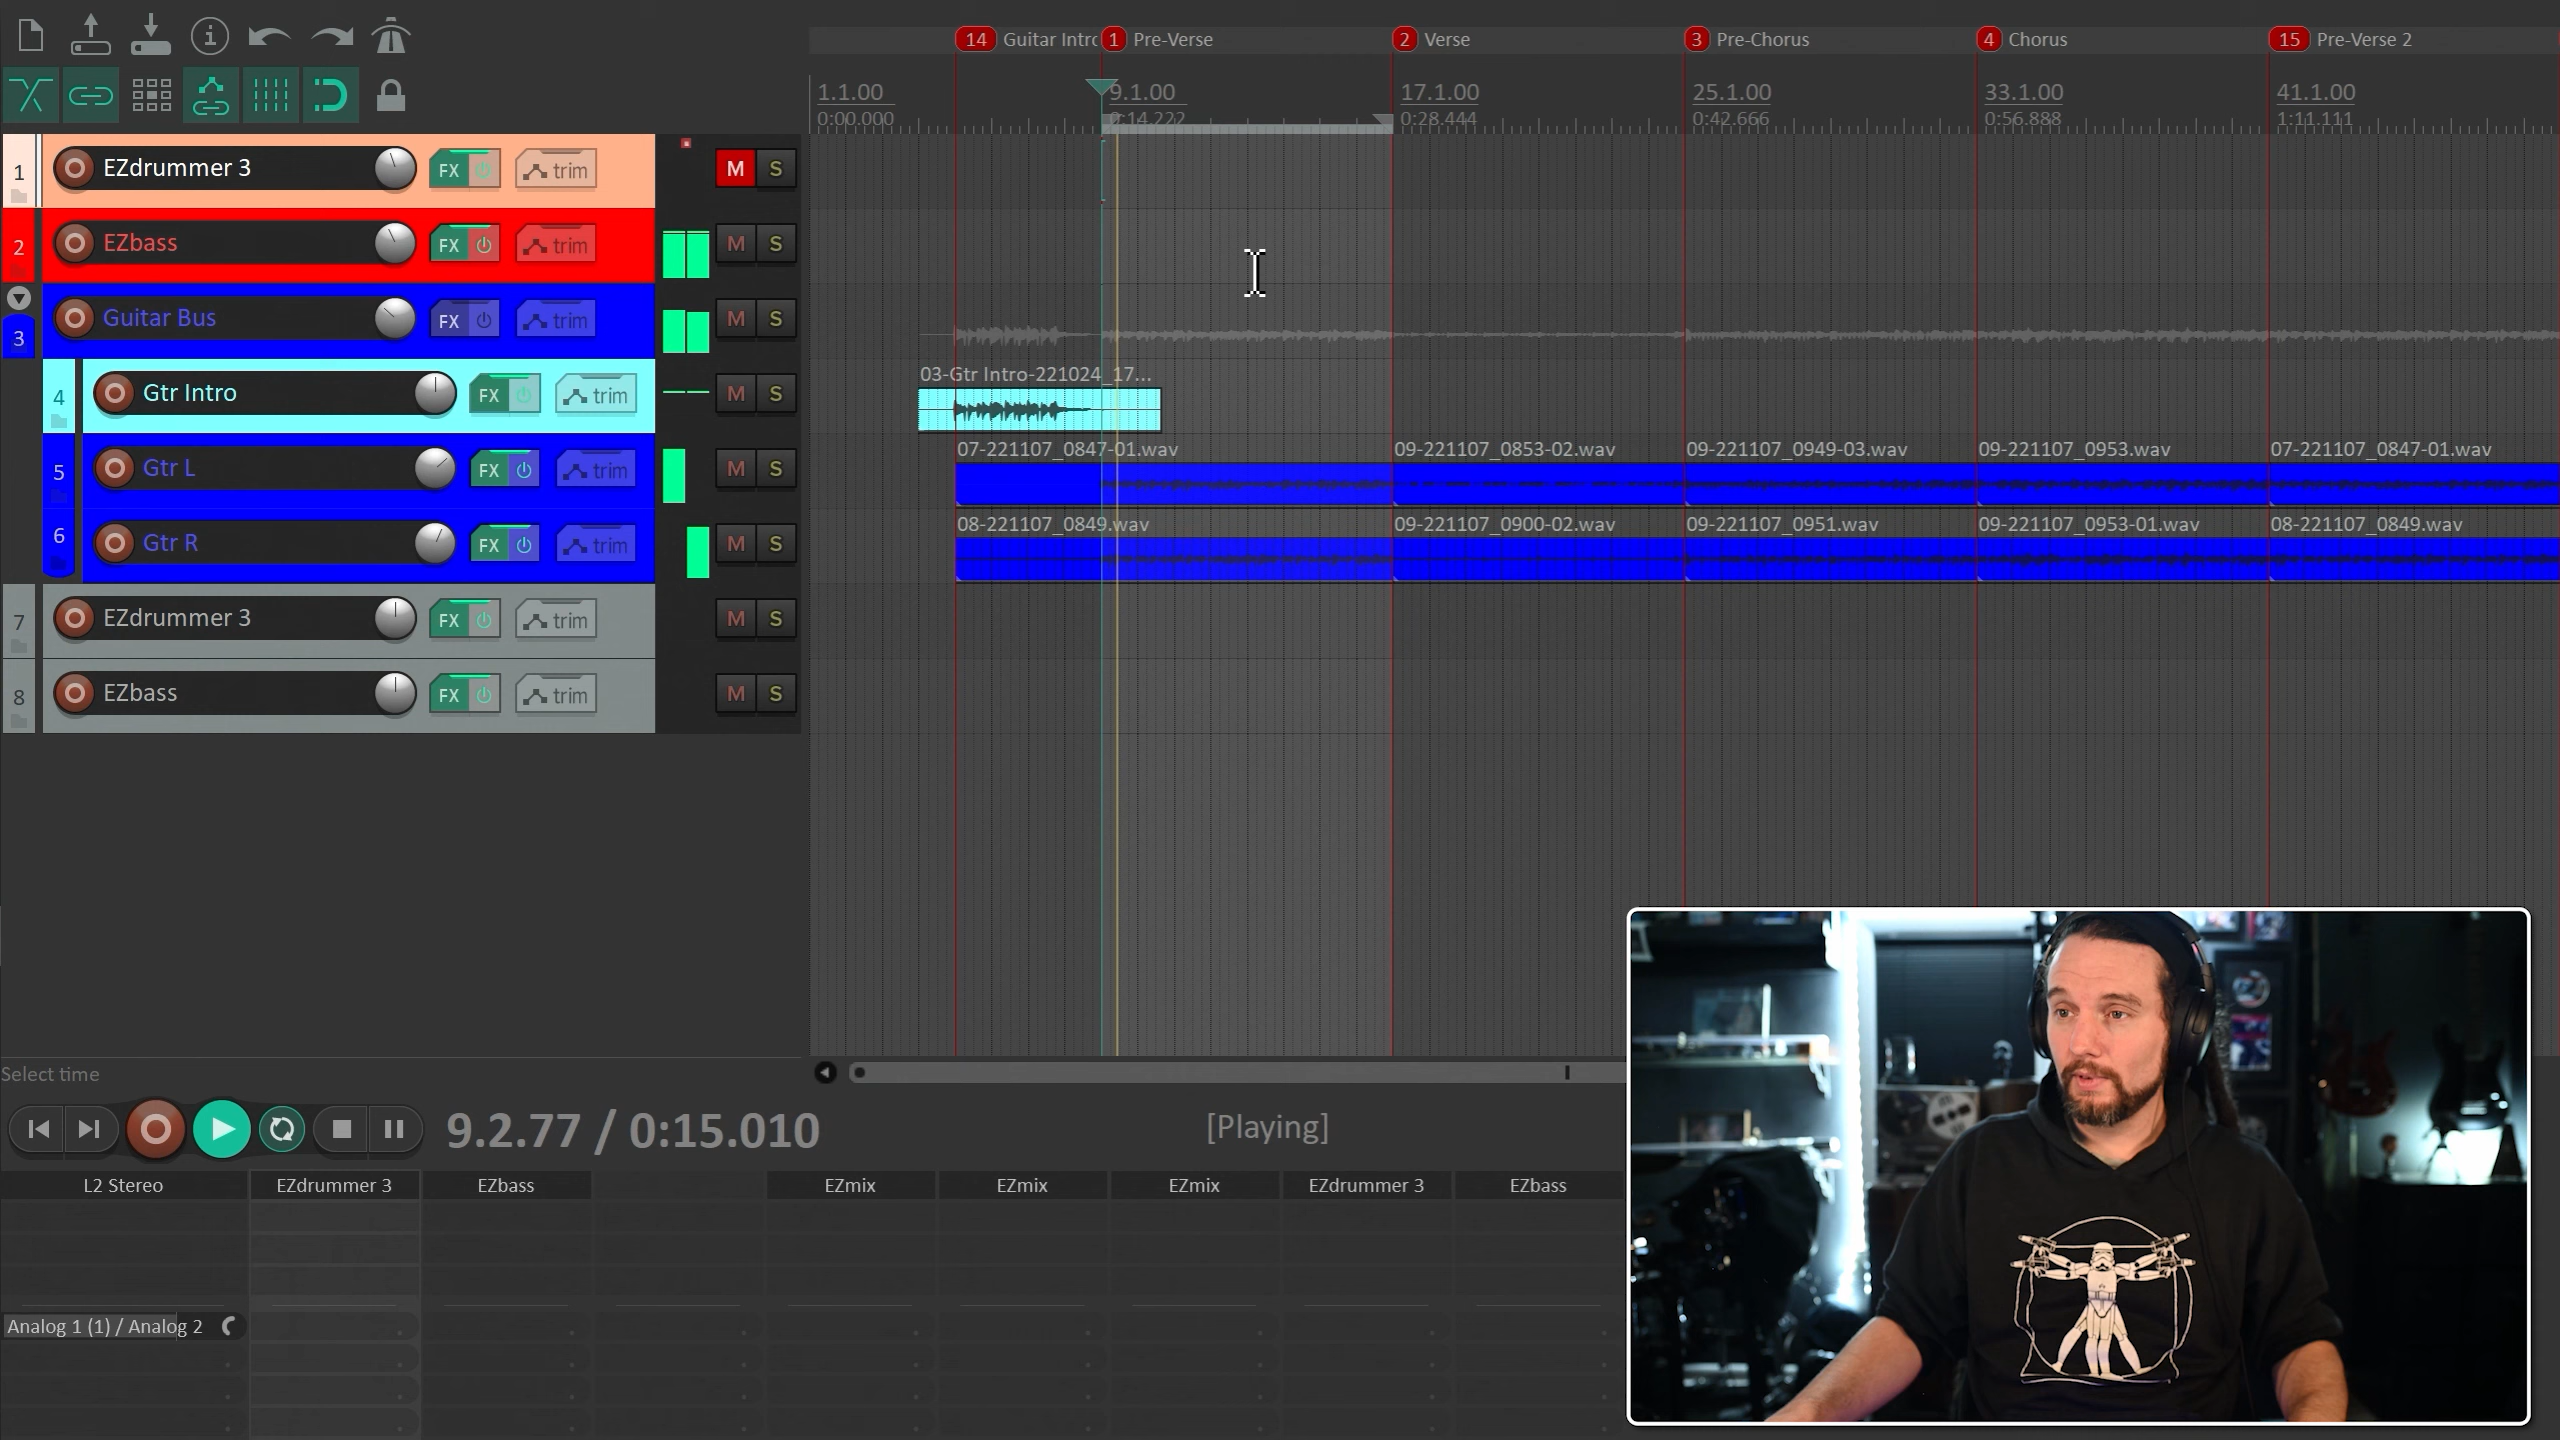 14 Guitar Intro 1 Pre-Verse 2 Verse 3 Pre-Chorus 4 Chorus 15 Pre-Verse 2
1.1.00 9.1.00 17.1.00 25.1.00 33.1.00 41.1.00
0:00.000 0:14.222 0:28.444 0:42.666 0:56.888 1:11.111
1 EZdrummer 3 FX trim M S
2 EZbass FX trim M S
3 Guitar Bus FX trim M S
03-Gtr Intro-221024_17...
4 Gtr Intro FX trim M S
07-221107_0847-01.wav 09-221107_0853-02.wav 09-221107_0949-03.wav 09-221107_0953.wav 07-221107_0847-01.wav
5 Gtr L FX trim M S
08-221107_0849.wav 09-221107_0900-02.wav 09-221107_0951.wav 09-221107_0953-01.wav 08-221107_0849.wav
6 Gtr R FX trim M S
7 EZdrummer 3 FX trim M S
8 EZbass FX trim M S
Select time
9.2.77 / 0:15.010 [Playing]
L2 Stereo EZdrummer 3 EZbass EZmix EZmix EZmix EZdrummer 3 EZbass
Analog 1 (1) / Analog 2